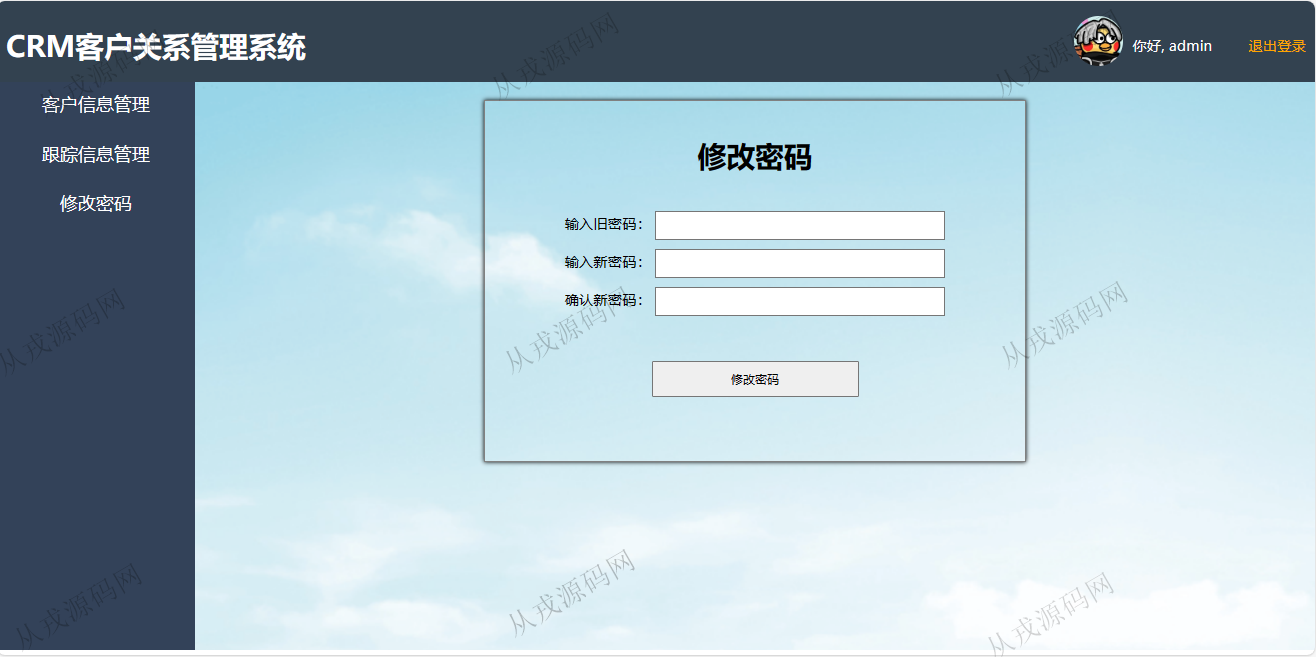 CRM客户关系管理系统
你好, admin
退出登录
客户信息管理
跟踪信息管理
修改密码
修改密码
输入旧密码：
输入新密码：
确认新密码：
修改密码
从戎源码网
从戎源码网
从戎源码网
从戎源码网
从戎源码网
从戎源码网
从戎源码网
从戎源码网
从戎源码网